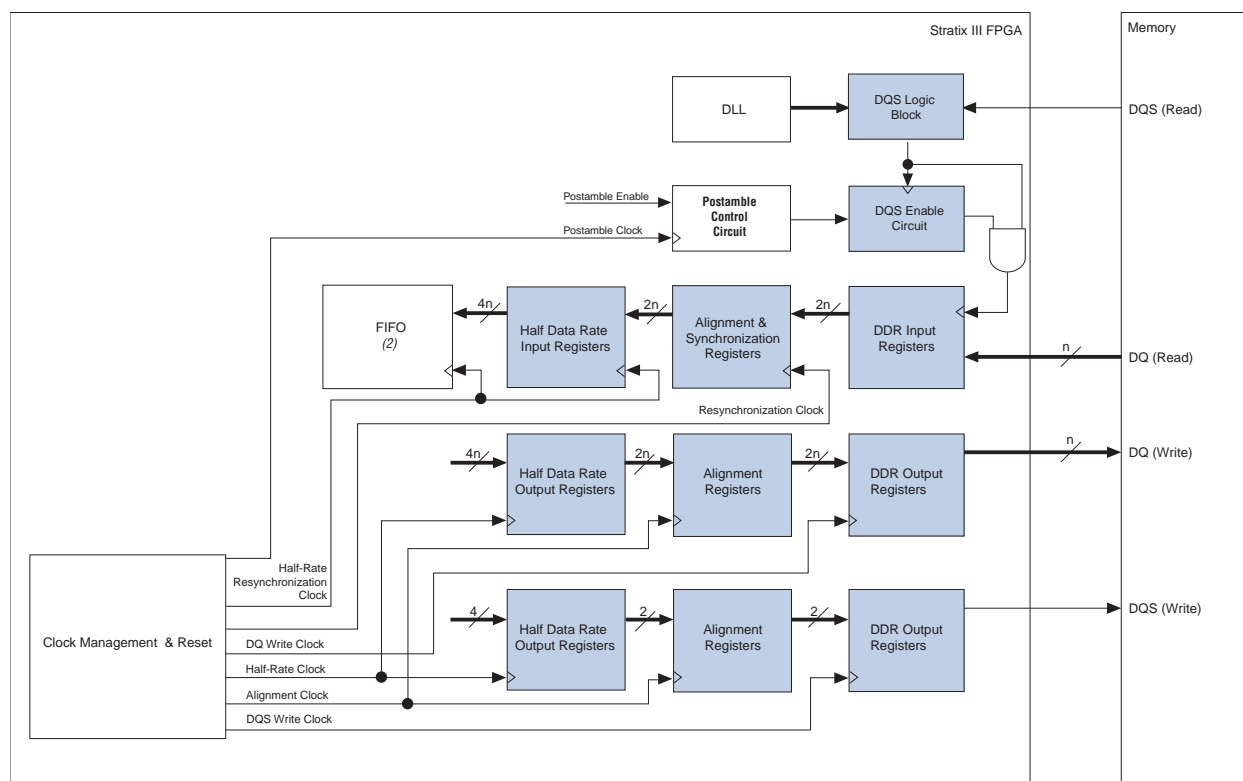 Stratix III FPGA
Memory
DLL
DQS Logic
Block
DQS (Read)
Postamble Enable
Postamble
Control
Circuit
DQS Enable
Circuit
Postamble Clock
4n
2n
2n
FIFO
(2)
Half Data Rate
Input Registers
Alignment &
Synchronization
Registers
DDR Input
Registers
n
DQ (Read)
Resynchronization Clock
4n
2n
2n
n
Half Data Rate
Output Registers
Alignment
Registers
DDR Output
Registers
DQ (Write)
Half-Rate
Resynchronization
Clock
4
2
2
Half Data Rate
Output Registers
Alignment
Registers
DDR Output
Registers
DQS (Write)
Clock Management & Reset
DQ Write Clock
Half-Rate Clock
Alignment Clock
DQS Write Clock